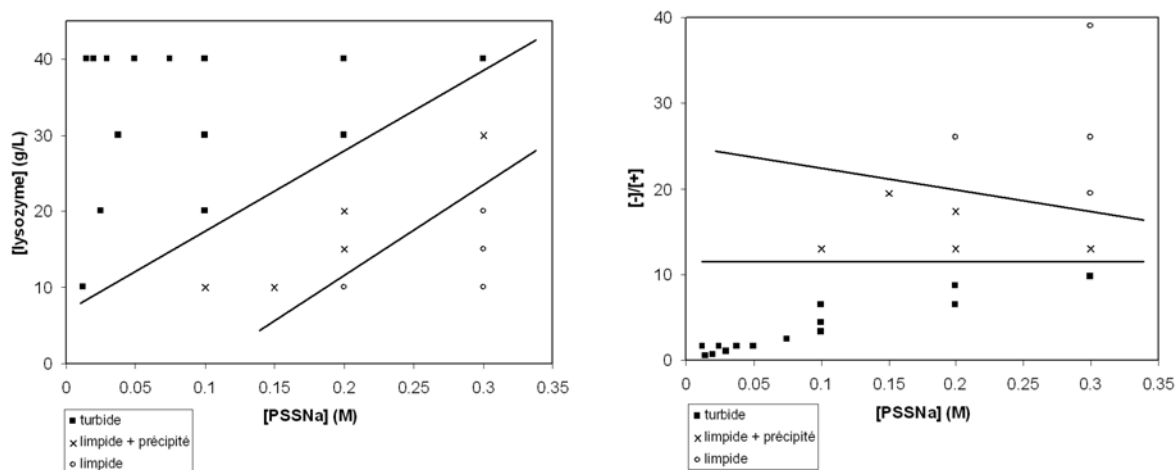 40
30
20
10
0
[lysozyme] (g/L)
0 0.05 0.1 0.15 0.2 0.25 0.3 0.35
[PSSNa] (M)
turbide
limpide + précipité
limpide
40
30
20
10
0
[-]/[+]
0 0.05 0.1 0.15 0.2 0.25 0.3 0.35
[PSSNa] (M)
turbide
limpide + précipité
limpide